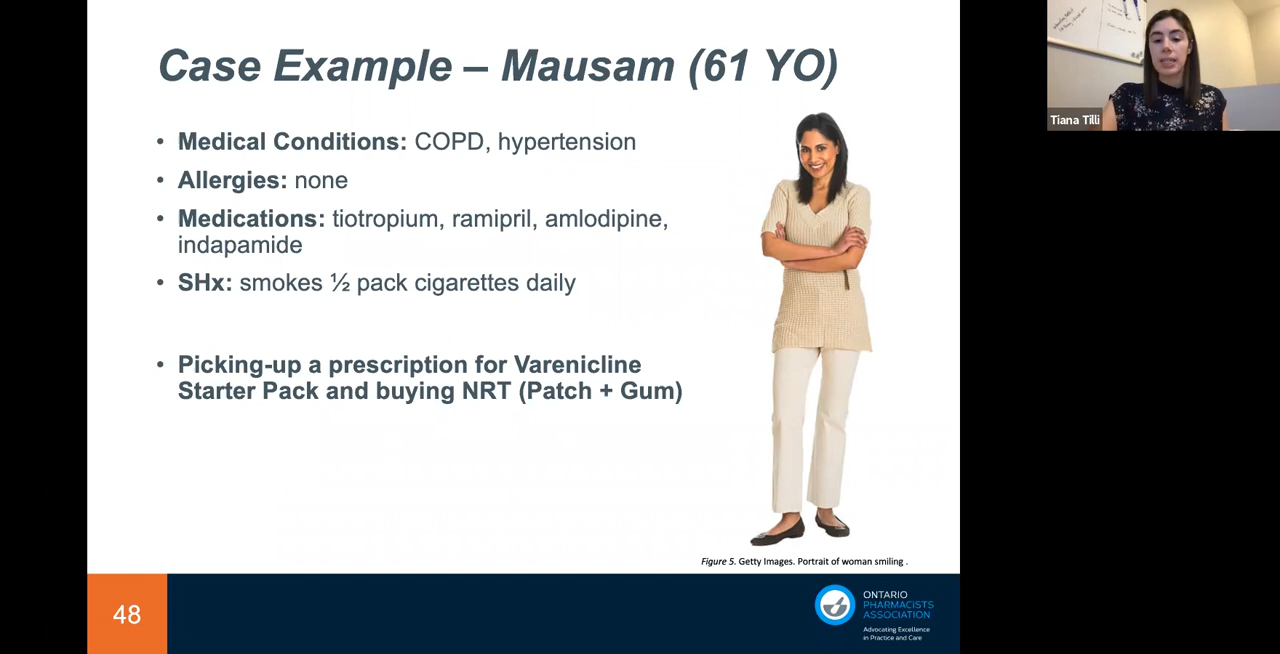 Case Example – Mausam (61 YO)
• Medical Conditions: COPD, hypertension
• Allergies: none
• Medications: tiotropium, ramipril, amlodipine,
indapamide
• SHx: smokes ½ pack cigarettes daily
• Picking-up a prescription for Varenicline
Starter Pack and buying NRT (Patch + Gum)
Figure 5. Getty Images. Portrait of woman smiling .
48
ONTARIO
PHARMACISTS
ASSOCIATION
Advocating Excellence
in Practice and Care
Tiana Tilli